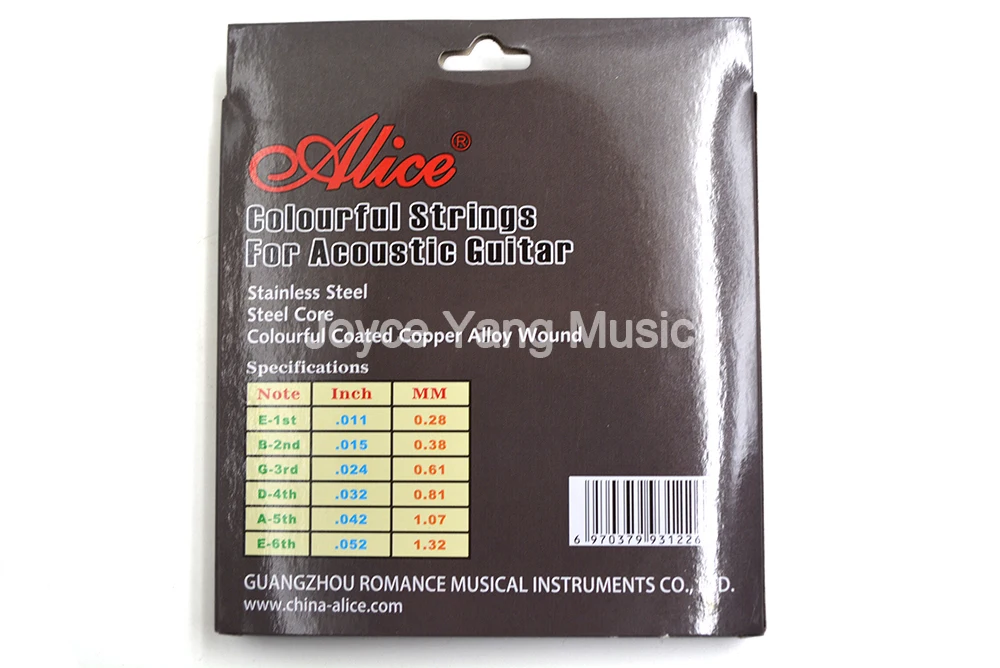 Alice®
Colourful Strings
For Acoustic Guitar
Stainless Steel
Steel Core
Joyce Yang Music
Colourful Coated Copper Alloy Wound
Specifications
Note Inch MM
E-1st .011 0.28
B-2nd .015 0.38
G-3rd .024 0.61
D-4th .032 0.81
A-5th .042 1.07
E-6th .052 1.32
6 970379 931226
GUANGZHOU ROMANCE MUSICAL INSTRUMENTS CO., LTD.
www.china-alice.com